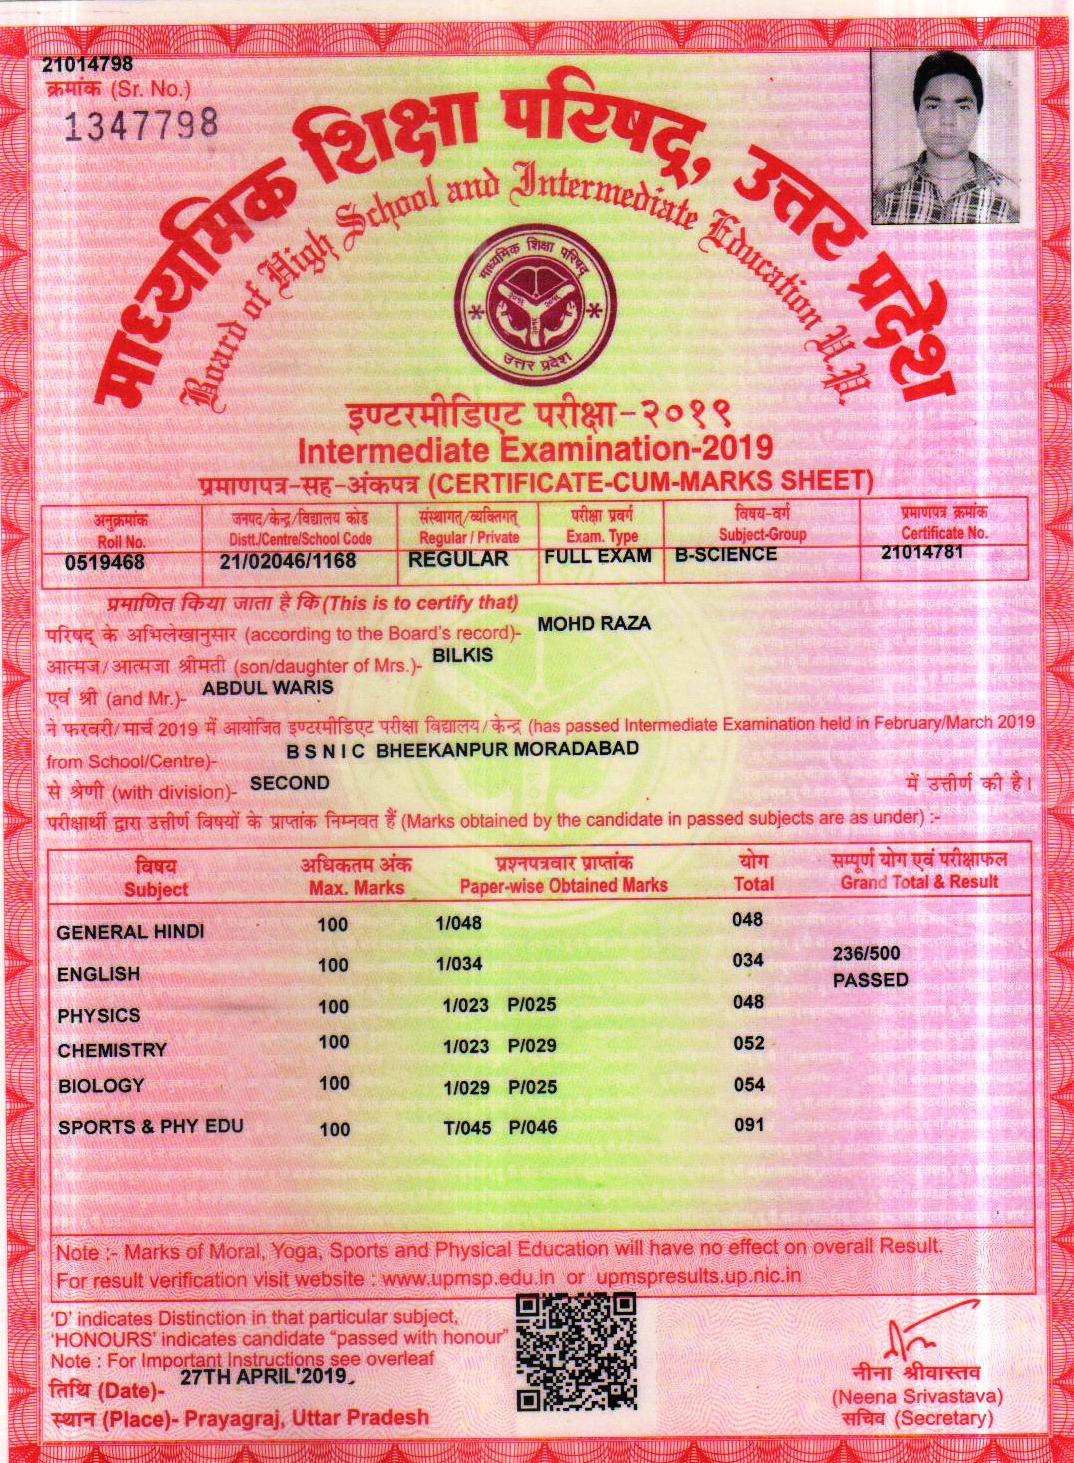 21014798
क्रमांक (Sr. No.)
1347798
माध्यमिक शिक्षा परिषद्, उत्तर प्रदेश
Board of High School and Intermediate Education U.P.
माध्यमिक शिक्षा परिषद्
उत्तर प्रदेश
इण्टरमीडिएट परीक्षा-२०१९
Intermediate Examination-2019
प्रमाणपत्र-सह-अंकपत्र (CERTIFICATE-CUM-MARKS SHEET)
अनुक्रमांक जनपद/केन्द्र/विद्यालय कोड संस्थागत्/व्यक्तिगत् परीक्षा प्रवर्ग विषय-वर्ग प्रमाणपत्र क्रमांक
Roll No. Distt./Centre/School Code Regular / Private Exam. Type Subject-Group Certificate No.
0519468 21/02046/1168 REGULAR FULL EXAM B-SCIENCE 21014781
प्रमाणित किया जाता है कि (This is to certify that)
परिषद् के अभिलेखानुसार (according to the Board's record)- MOHD RAZA
आत्मज/आत्मजा श्रीमती (son/daughter of Mrs.)- BILKIS
एवं श्री (and Mr.)- ABDUL WARIS
ने फरवरी/मार्च 2019 में आयोजित इण्टरमीडिएट परीक्षा विद्यालय/केन्द्र (has passed Intermediate Examination held in February/March 2019
from School/Centre)- B S N I C BHEEKANPUR MORADABAD
से श्रेणी (with division)- SECOND में उत्तीर्ण की है।
परीक्षार्थी द्वारा उत्तीर्ण विषयों के प्राप्तांक निम्नवत हैं (Marks obtained by the candidate in passed subjects are as under) :-
विषय अधिकतम अंक प्रश्नपत्रवार प्राप्तांक योग सम्पूर्ण योग एवं परीक्षाफल
Subject Max. Marks Paper-wise Obtained Marks Total Grand Total & Result
GENERAL HINDI 100 1/048 048
ENGLISH 100 1/034 034 236/500
PASSED
PHYSICS 100 1/023 P/025 048
CHEMISTRY 100 1/023 P/029 052
BIOLOGY 100 1/029 P/025 054
SPORTS & PHY EDU 100 T/045 P/046 091
Note :- Marks of Moral, Yoga, Sports and Physical Education will have no effect on overall Result.
For result verification visit website : www.upmsp.edu.in or upmspresults.up.nic.in
'D' indicates Distinction in that particular subject,
'HONOURS' indicates candidate "passed with honour"
Note : For Important Instructions see overleaf
तिथि (Date)- 27TH APRIL'2019
स्थान (Place)- Prayagraj, Uttar Pradesh
नीना श्रीवास्तव
(Neena Srivastava)
सचिव (Secretary)